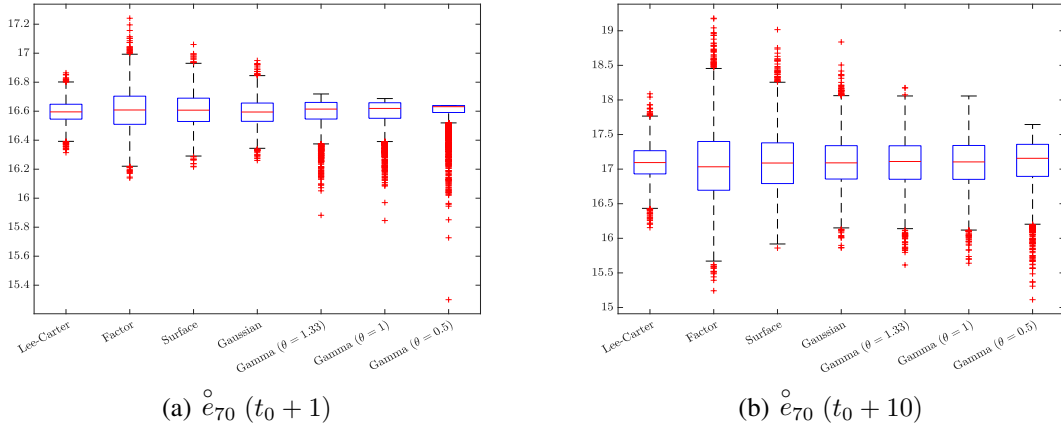 17.2
17
16.8
16.6
16.4
16.2
16
15.8
15.6
15.4
Lee-Carter
Factor
Surface
Gaussian
Gamma (θ = 1.33)
Gamma (θ = 1)
Gamma (θ = 0.5)
(a) e̊₇₀ (t₀ + 1)
19
18.5
18
17.5
17
16.5
16
15.5
15
Lee-Carter
Factor
Surface
Gaussian
Gamma (θ = 1.33)
Gamma (θ = 1)
Gamma (θ = 0.5)
(b) e̊₇₀ (t₀ + 10)